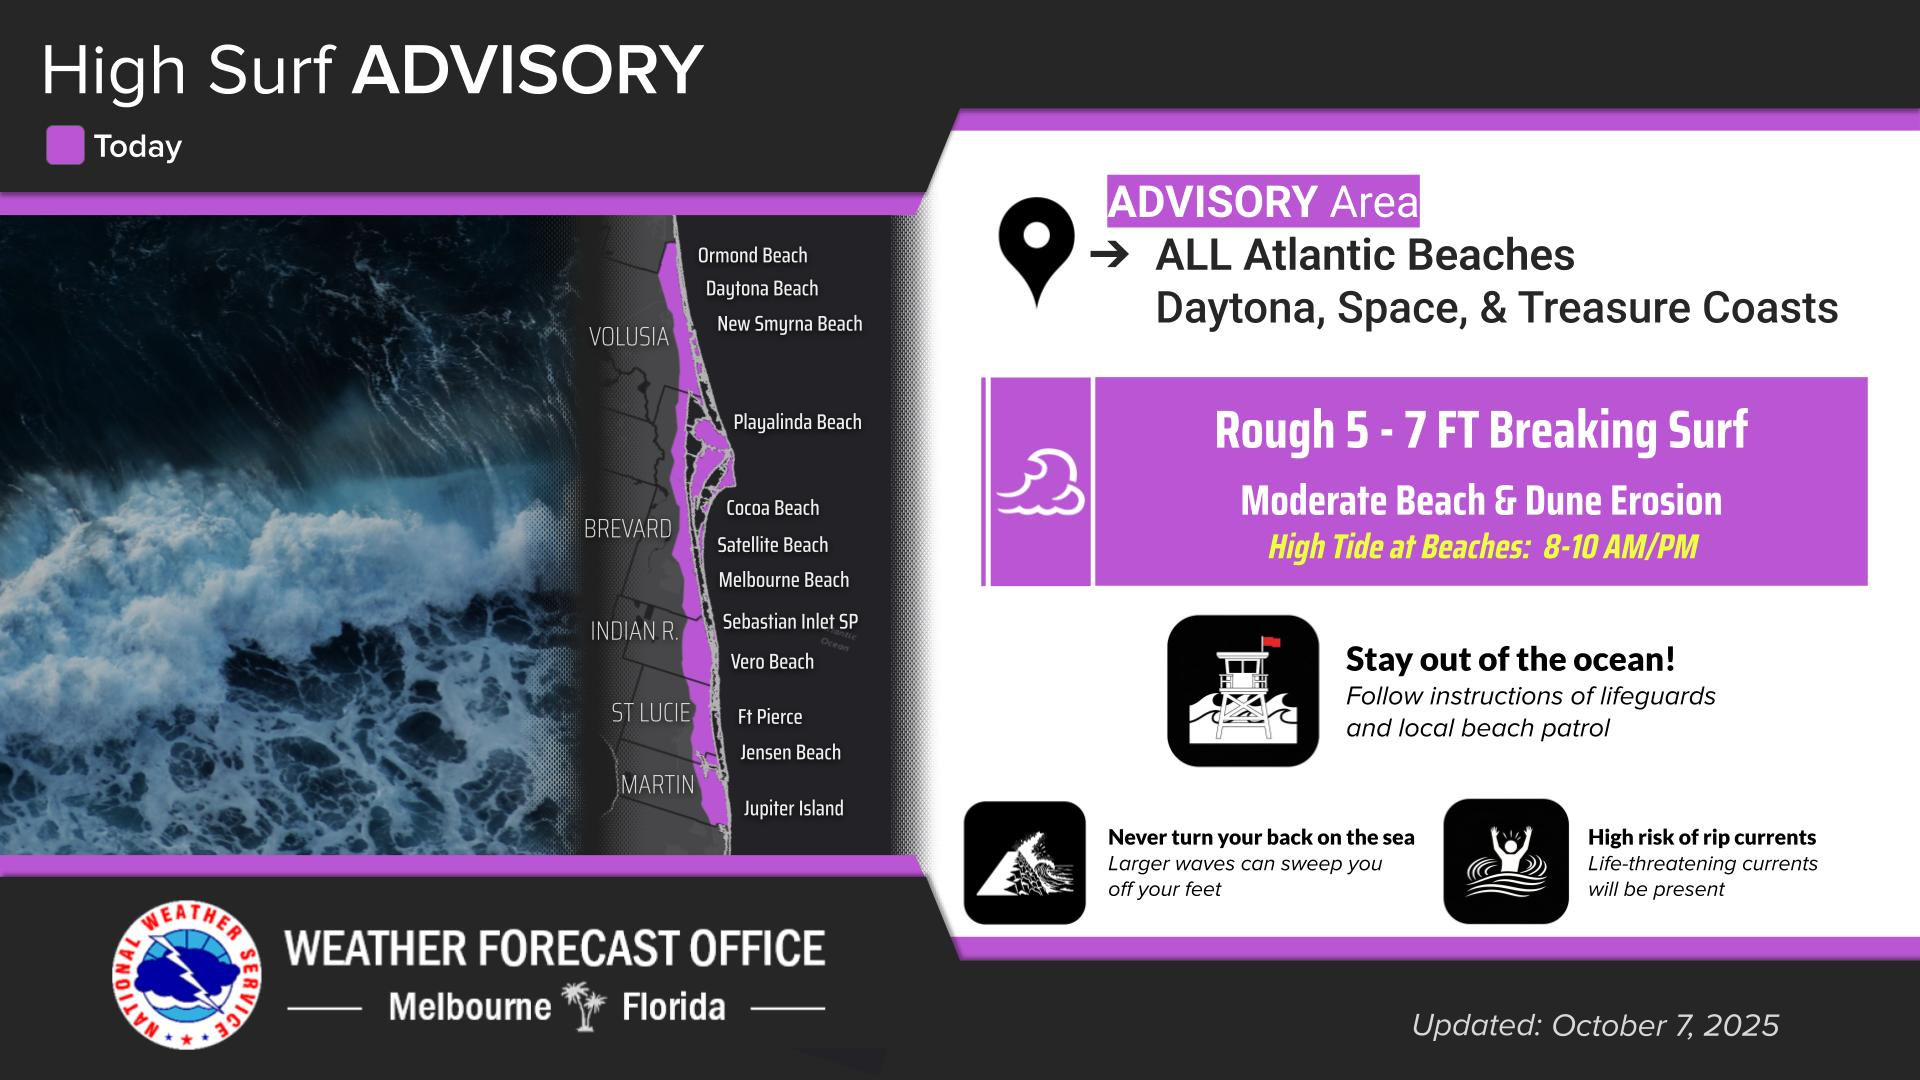 High Surf ADVISORY
Today
Ormond Beach
Daytona Beach
New Smyrna Beach
VOLUSIA
Playalinda Beach
Cocoa Beach
BREVARD
Satellite Beach
Melbourne Beach
Sebastian Inlet SP
INDIAN R.
Ocean
Vero Beach
ST LUCIE
Ft Pierce
Jensen Beach
MARTIN
Jupiter Island
ADVISORY Area
➔ ALL Atlantic Beaches
Daytona, Space, & Treasure Coasts
Rough 5 - 7 FT Breaking Surf
Moderate Beach & Dune Erosion
High Tide at Beaches: 8-10 AM/PM
Stay out of the ocean!
Follow instructions of lifeguards
and local beach patrol
Never turn your back on the sea
Larger waves can sweep you
off your feet
High risk of rip currents
Life-threatening currents
will be present
NATIONAL WEATHER SERVICE
WEATHER FORECAST OFFICE
Melbourne Florida
Updated: October 7, 2025